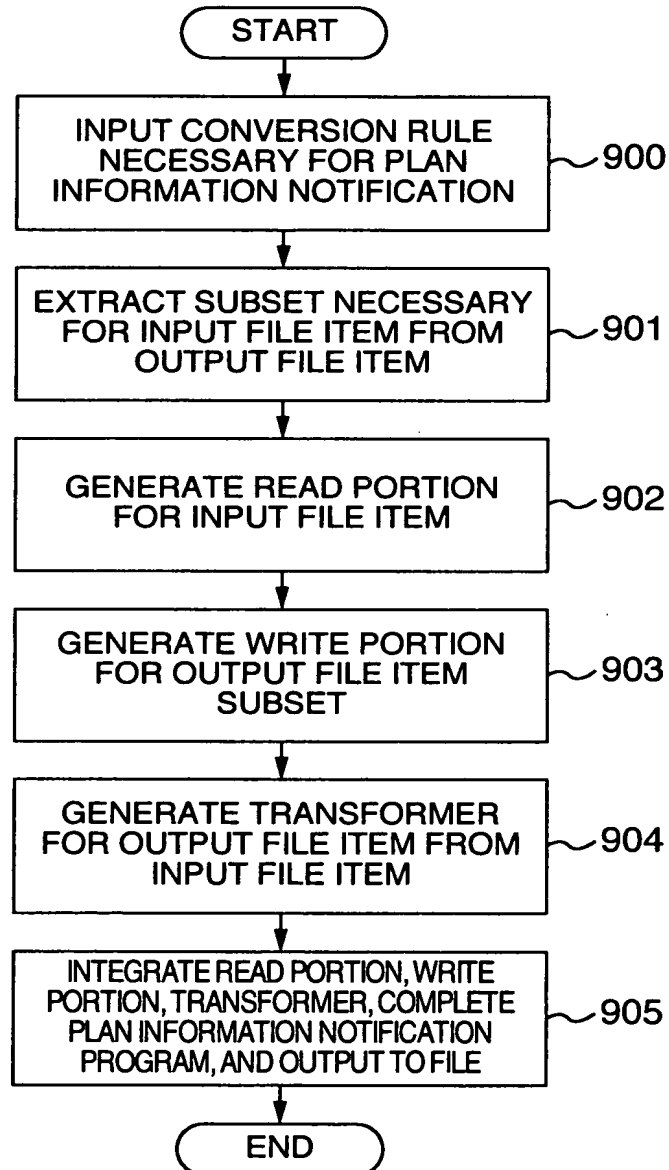 START
INPUT CONVERSION RULE
NECESSARY FOR PLAN
INFORMATION NOTIFICATION
900
EXTRACT SUBSET NECESSARY
FOR INPUT FILE ITEM FROM
OUTPUT FILE ITEM
901
GENERATE READ PORTION
FOR INPUT FILE ITEM
902
GENERATE WRITE PORTION
FOR OUTPUT FILE ITEM
SUBSET
903
GENERATE TRANSFORMER
FOR OUTPUT FILE ITEM FROM
INPUT FILE ITEM
904
INTEGRATE READ PORTION, WRITE
PORTION, TRANSFORMER, COMPLETE
PLAN INFORMATION NOTIFICATION
PROGRAM, AND OUTPUT TO FILE
905
END